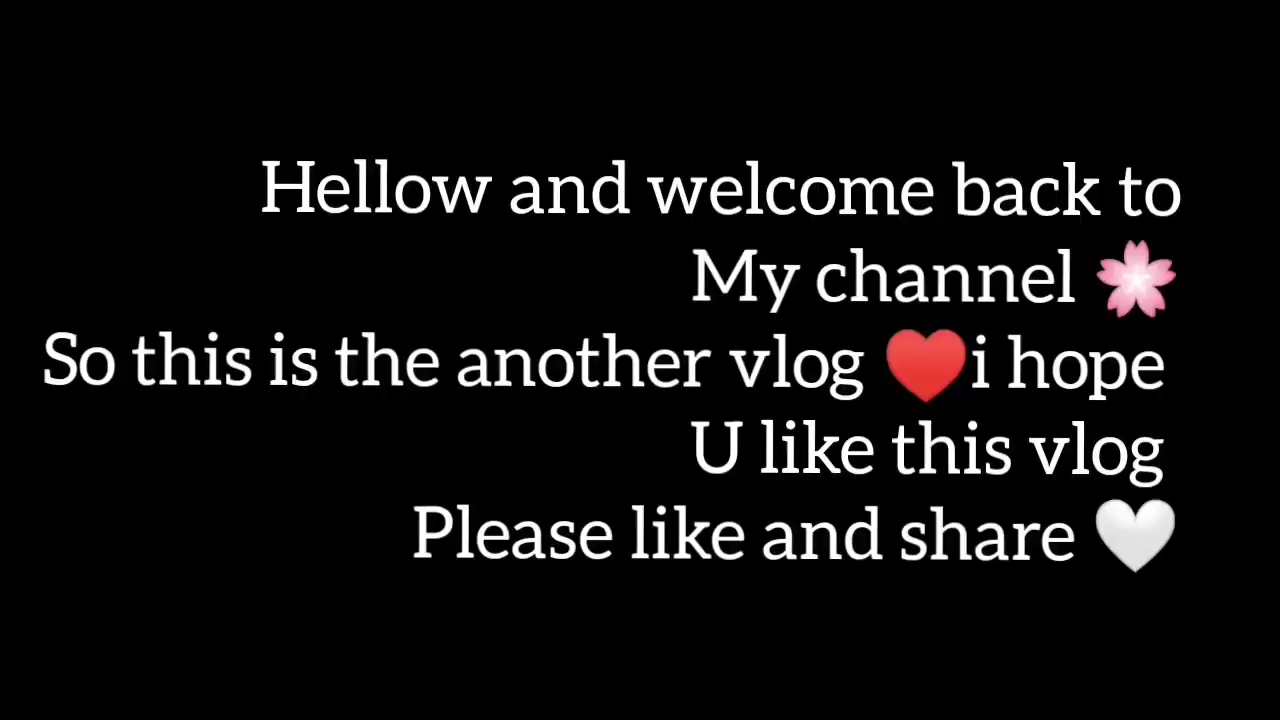 Hellow and welcome back to
My channel 🌸
So this is the another vlog ♥️i hope
U like this vlog
Please like and share 🤍